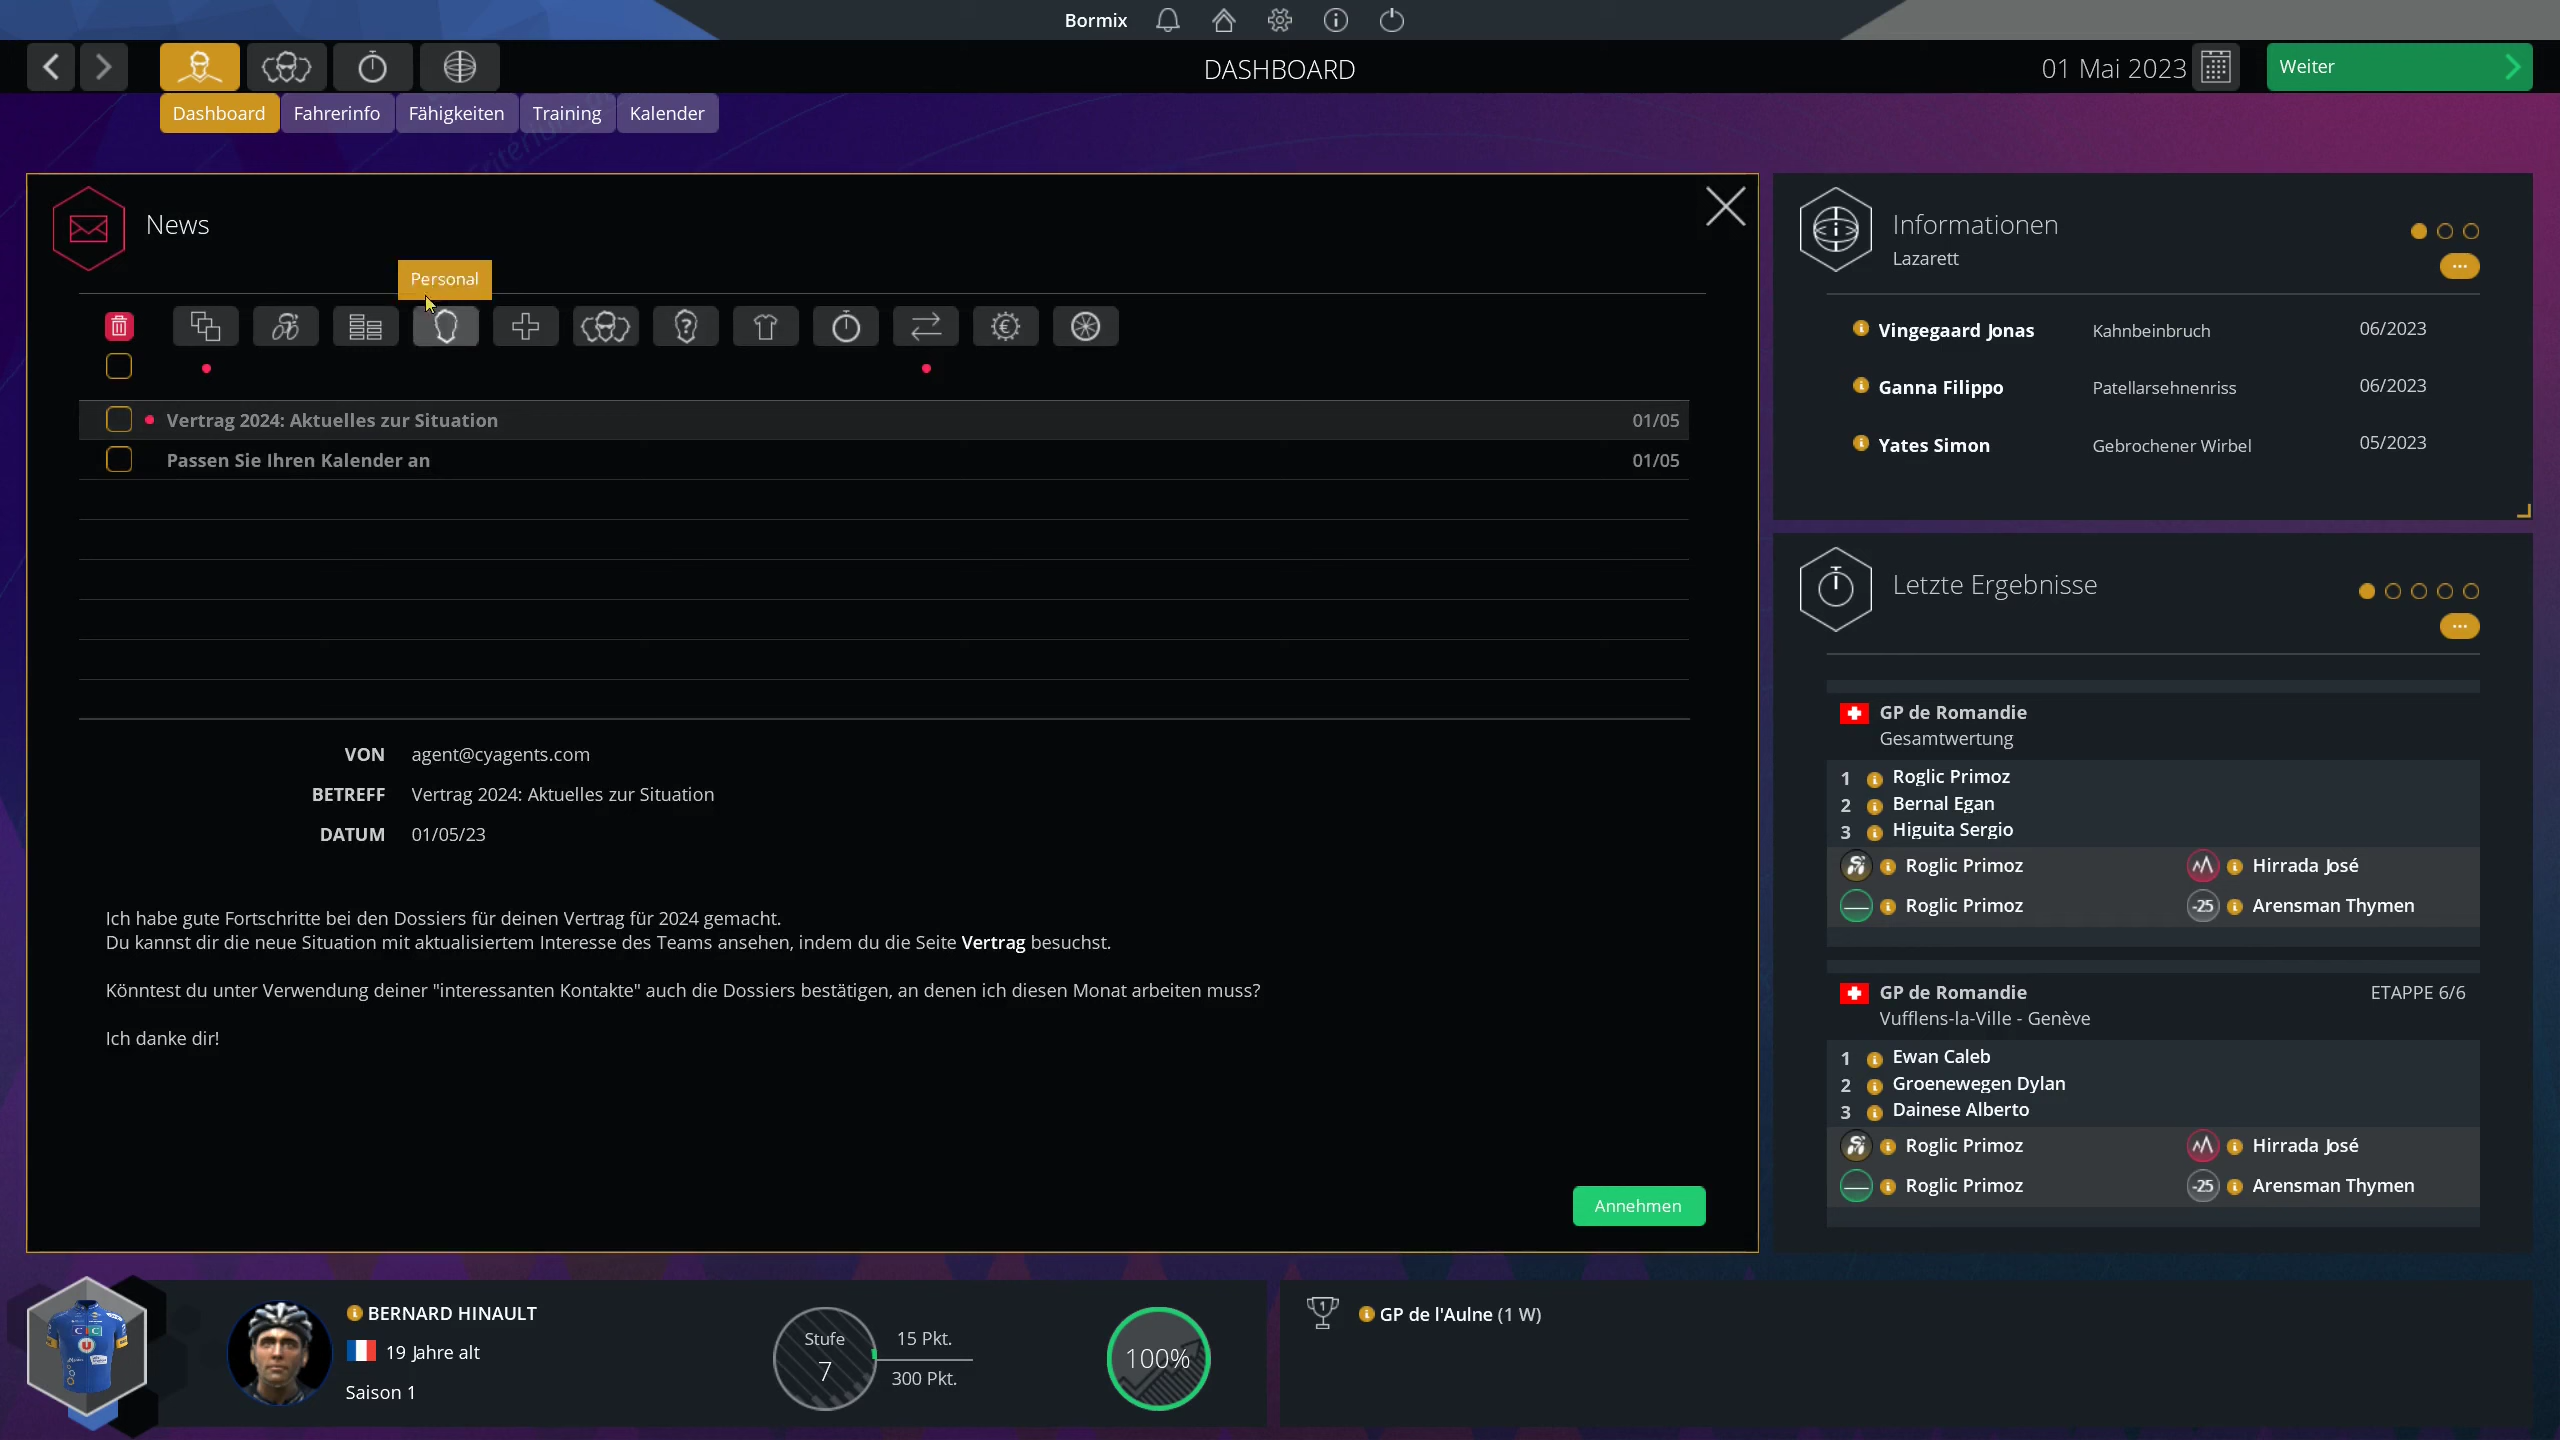 Bormix
DASHBOARD
01 Mai 2023
Weiter
Dashboard
Fahrerinfo
Fähigkeiten
Training
Kalender
News
Personal
Vertrag 2024: Aktuelles zur Situation 01/05
Passen Sie Ihren Kalender an 01/05
VON agent@cyagents.com
BETREFF Vertrag 2024: Aktuelles zur Situation
DATUM 01/05/23
Ich habe gute Fortschritte bei den Dossiers für deinen Vertrag für 2024 gemacht.
Du kannst dir die neue Situation mit aktualisiertem Interesse des Teams ansehen, indem du die Seite Vertrag besuchst.
Könntest du unter Verwendung deiner "interessanten Kontakte" auch die Dossiers bestätigen, an denen ich diesen Monat arbeiten muss?
Ich danke dir!
Annehmen
Informationen
Lazarett
Vingegaard Jonas Kahnbeinbruch 06/2023
Ganna Filippo Patellarsehnenriss 06/2023
Yates Simon Gebrochener Wirbel 05/2023
Letzte Ergebnisse
GP de Romandie
Gesamtwertung
1 Roglic Primoz
2 Bernal Egan
3 Higuita Sergio
Roglic Primoz Hirrada José
Roglic Primoz -25 Arensman Thymen
GP de Romandie ETAPPE 6/6
Vufflens-la-Ville - Genève
1 Ewan Caleb
2 Groenewegen Dylan
3 Dainese Alberto
Roglic Primoz Hirrada José
Roglic Primoz -25 Arensman Thymen
BERNARD HINAULT
19 Jahre alt
Saison 1
Stufe
7
15 Pkt.
300 Pkt.
100%
1 GP de l'Aulne (1 W)